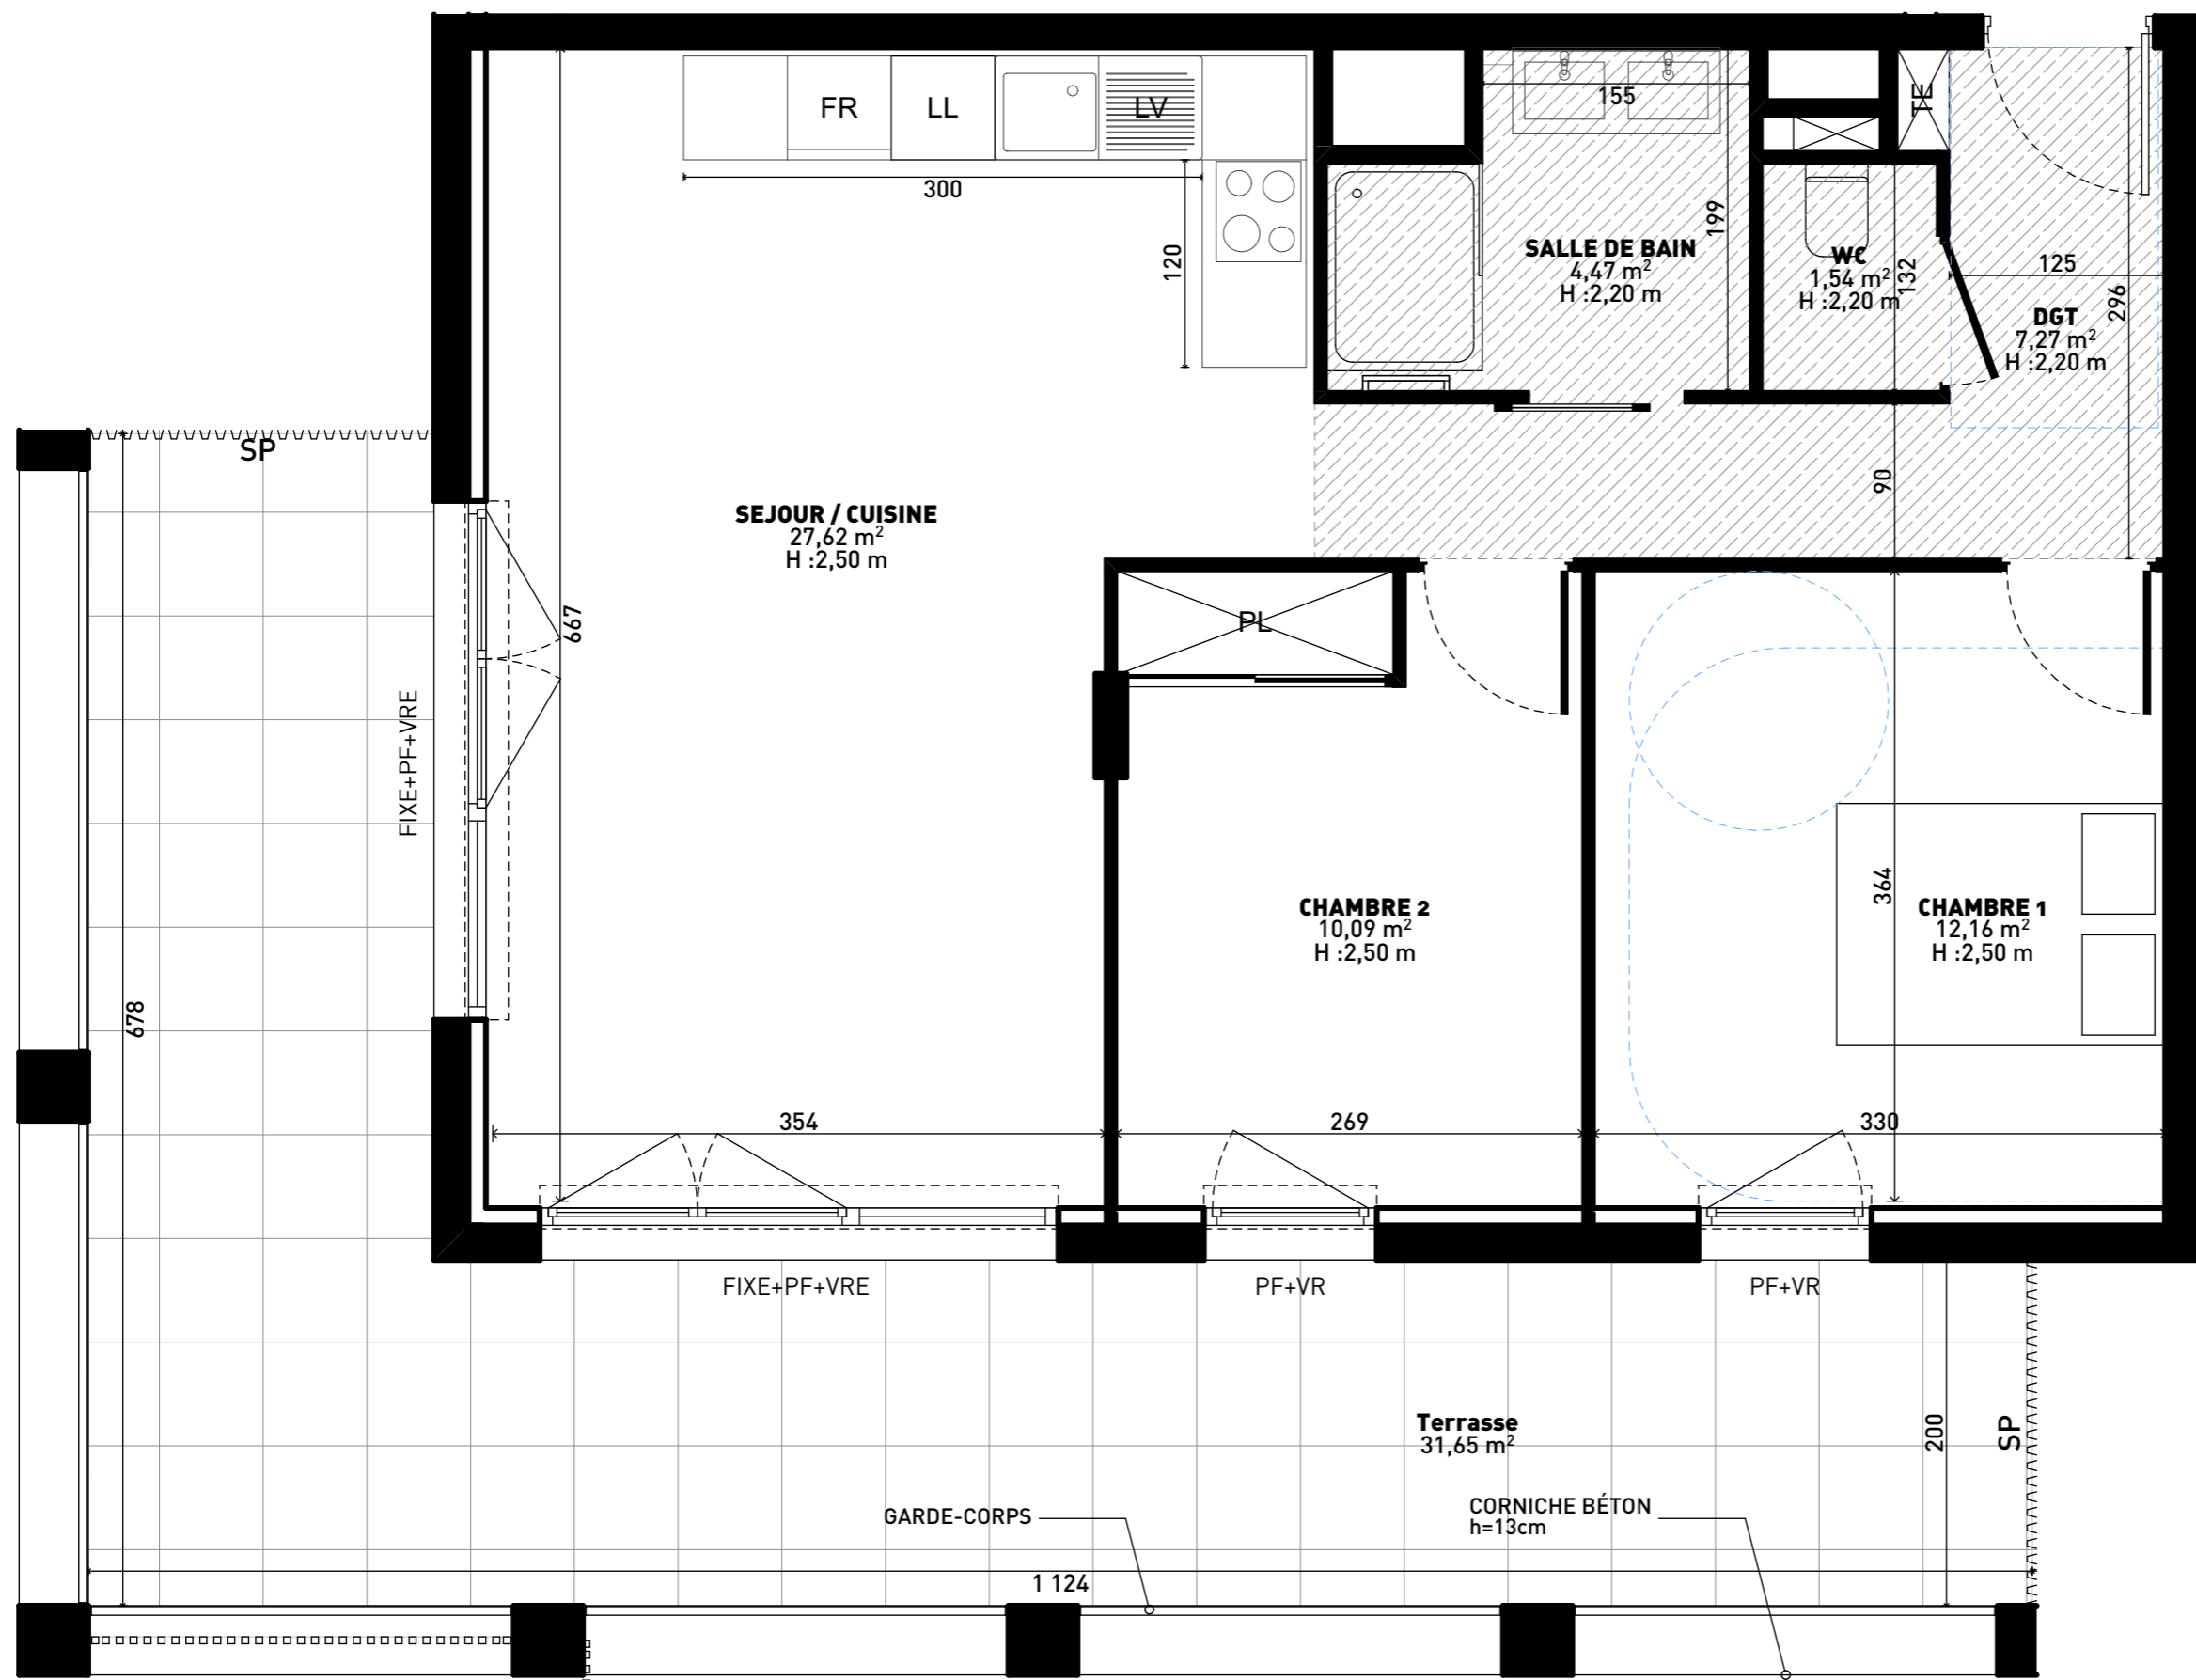 FR
LL
LV
TE
155
300
199
120
SALLE DE BAIN
4,47 m²
H :2,20 m
WC
1,54 m²
H :2,20 m
132
125
296
DGT
7,27 m²
H :2,20 m
SP
90
SEJOUR / CUISINE
27,62 m²
H :2,50 m
667
PL
FIXE+PF+VRE
364
CHAMBRE 2
10,09 m²
H :2,50 m
CHAMBRE 1
12,16 m²
H :2,50 m
678
354
269
330
FIXE+PF+VRE
PF+VR
PF+VR
Terrasse
31,65 m²
200
SP
GARDE-CORPS
CORNICHE BÉTON
h=13cm
1 124